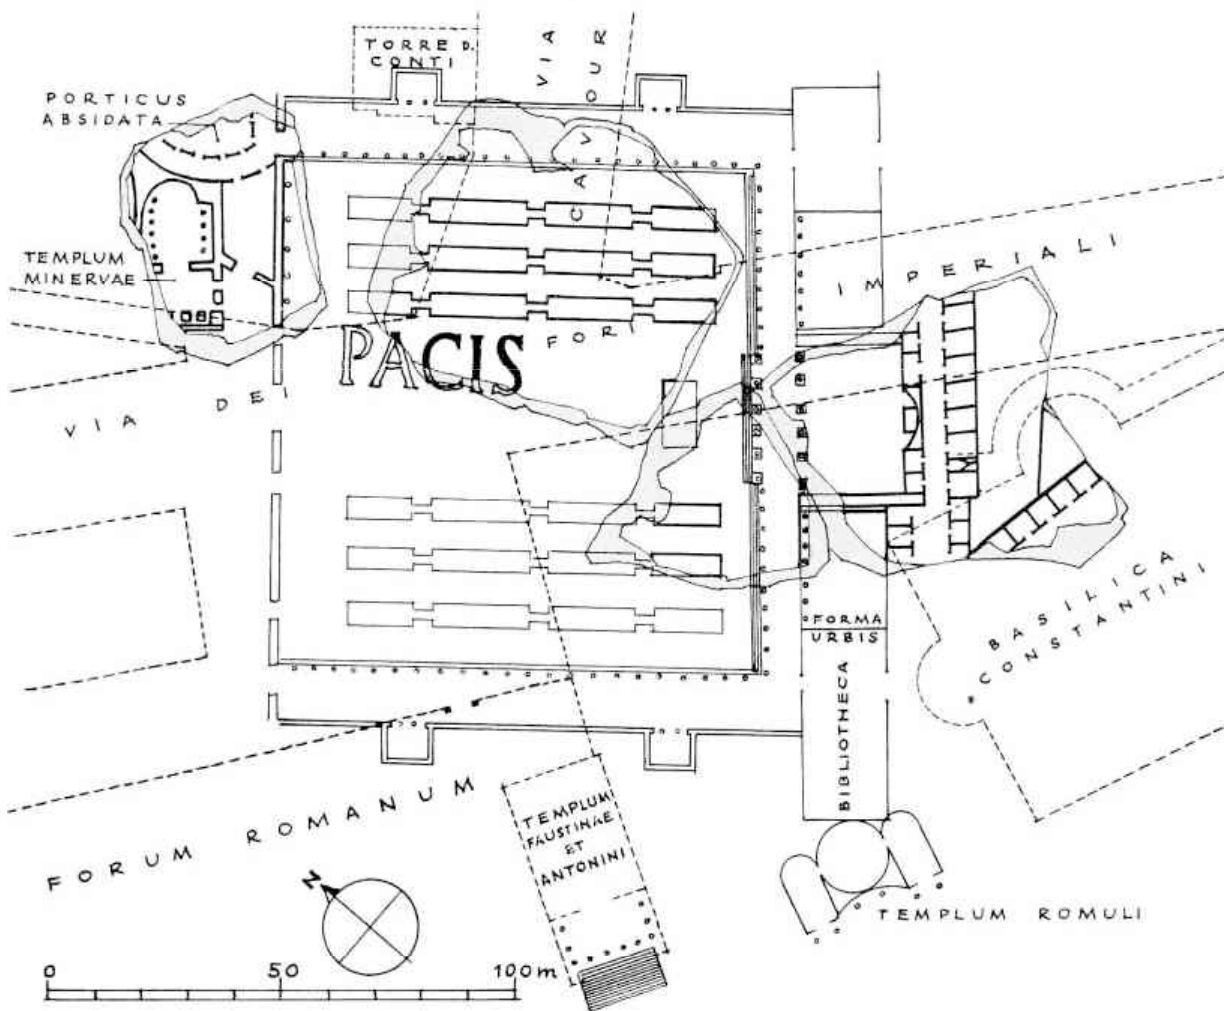 TORRE D.
CONTI
VIA
CAVOUR
PORTICUS
ABSIDATA
TEMPLUM
MINERVAE
IMPERIALI
FORI
PACIS
VIA DEI
FORMA
URBIS
BIBLIOTHECA
BASILICA
CONSTANTINI
FORUM ROMANUM
TEMPLUM
FAUSTINAE
ET
ANTONINI
TEMPLUM ROMULI
N
0 50 100m